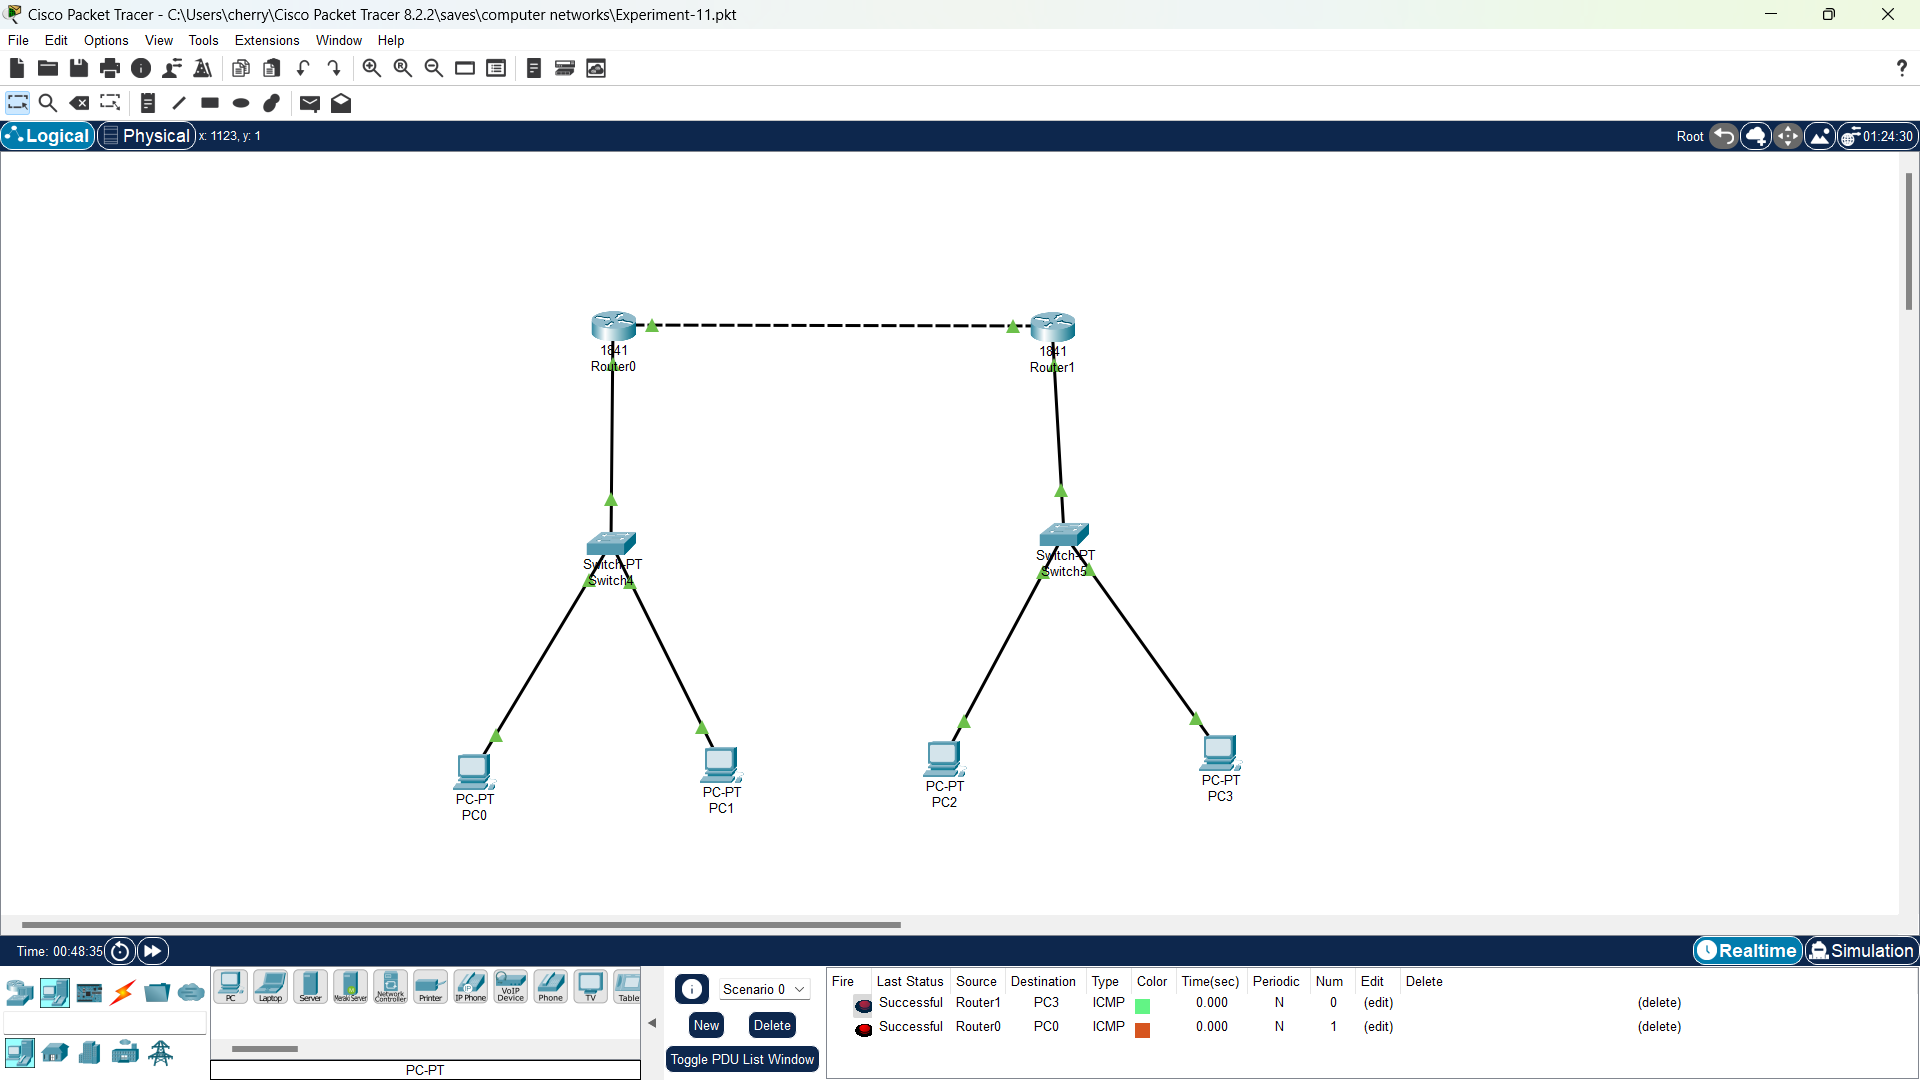 Cisco Packet Tracer - C:\Users\cherry\Cisco Packet Tracer 8.2.2\saves\computer networks\Experiment-11.pkt
File Edit Options View Tools Extensions Window Help
?
Logical Physical x: 1123, y: 1 Root 01:24:30
1841
Router0
1841
Router1
Switch-PT
Switch4
Switch-PT
Switch5
PC-PT
PC0
PC-PT
PC1
PC-PT
PC2
PC-PT
PC3
Time: 00:48:35 Realtime Simulation
PC Laptop Server Meraki Server Network Controller Printer IP Phone VoIP Device Phone TV Table
PC-PT
Scenario 0
New Delete
Toggle PDU List Window
Fire Last Status Source Destination Type Color Time(sec) Periodic Num Edit Delete
Successful Router1 PC3 ICMP 0.000 N 0 (edit) (delete)
Successful Router0 PC0 ICMP 0.000 N 1 (edit) (delete)